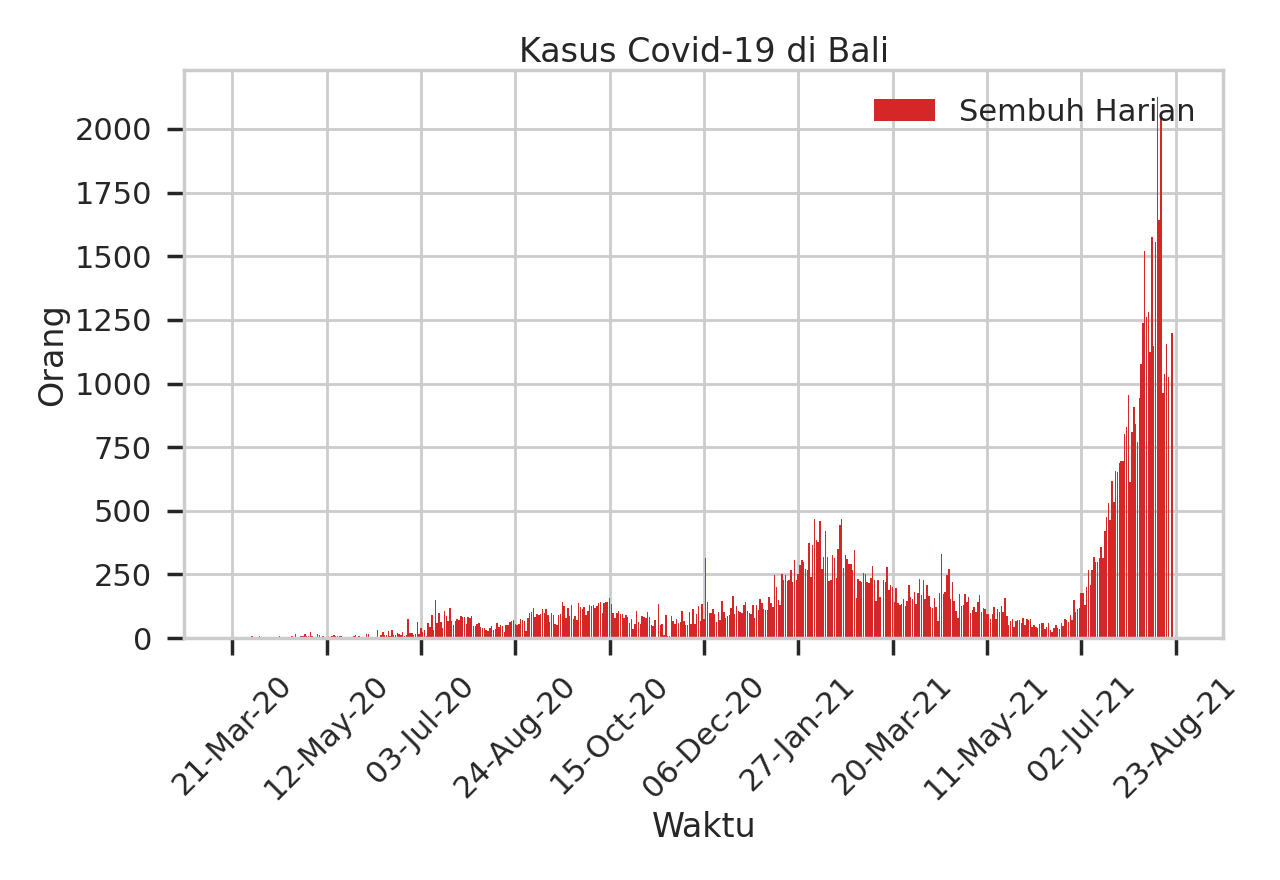 Kasus Covid-19 di Bali
Sembuh Harian
2000
1750
1500
1250
1000
750
500
250
0
Orang
21-Mar-20
12-May-20
03-Jul-20
24-Aug-20
15-Oct-20
06-Dec-20
27-Jan-21
20-Mar-21
11-May-21
02-Jul-21
23-Aug-21
Waktu